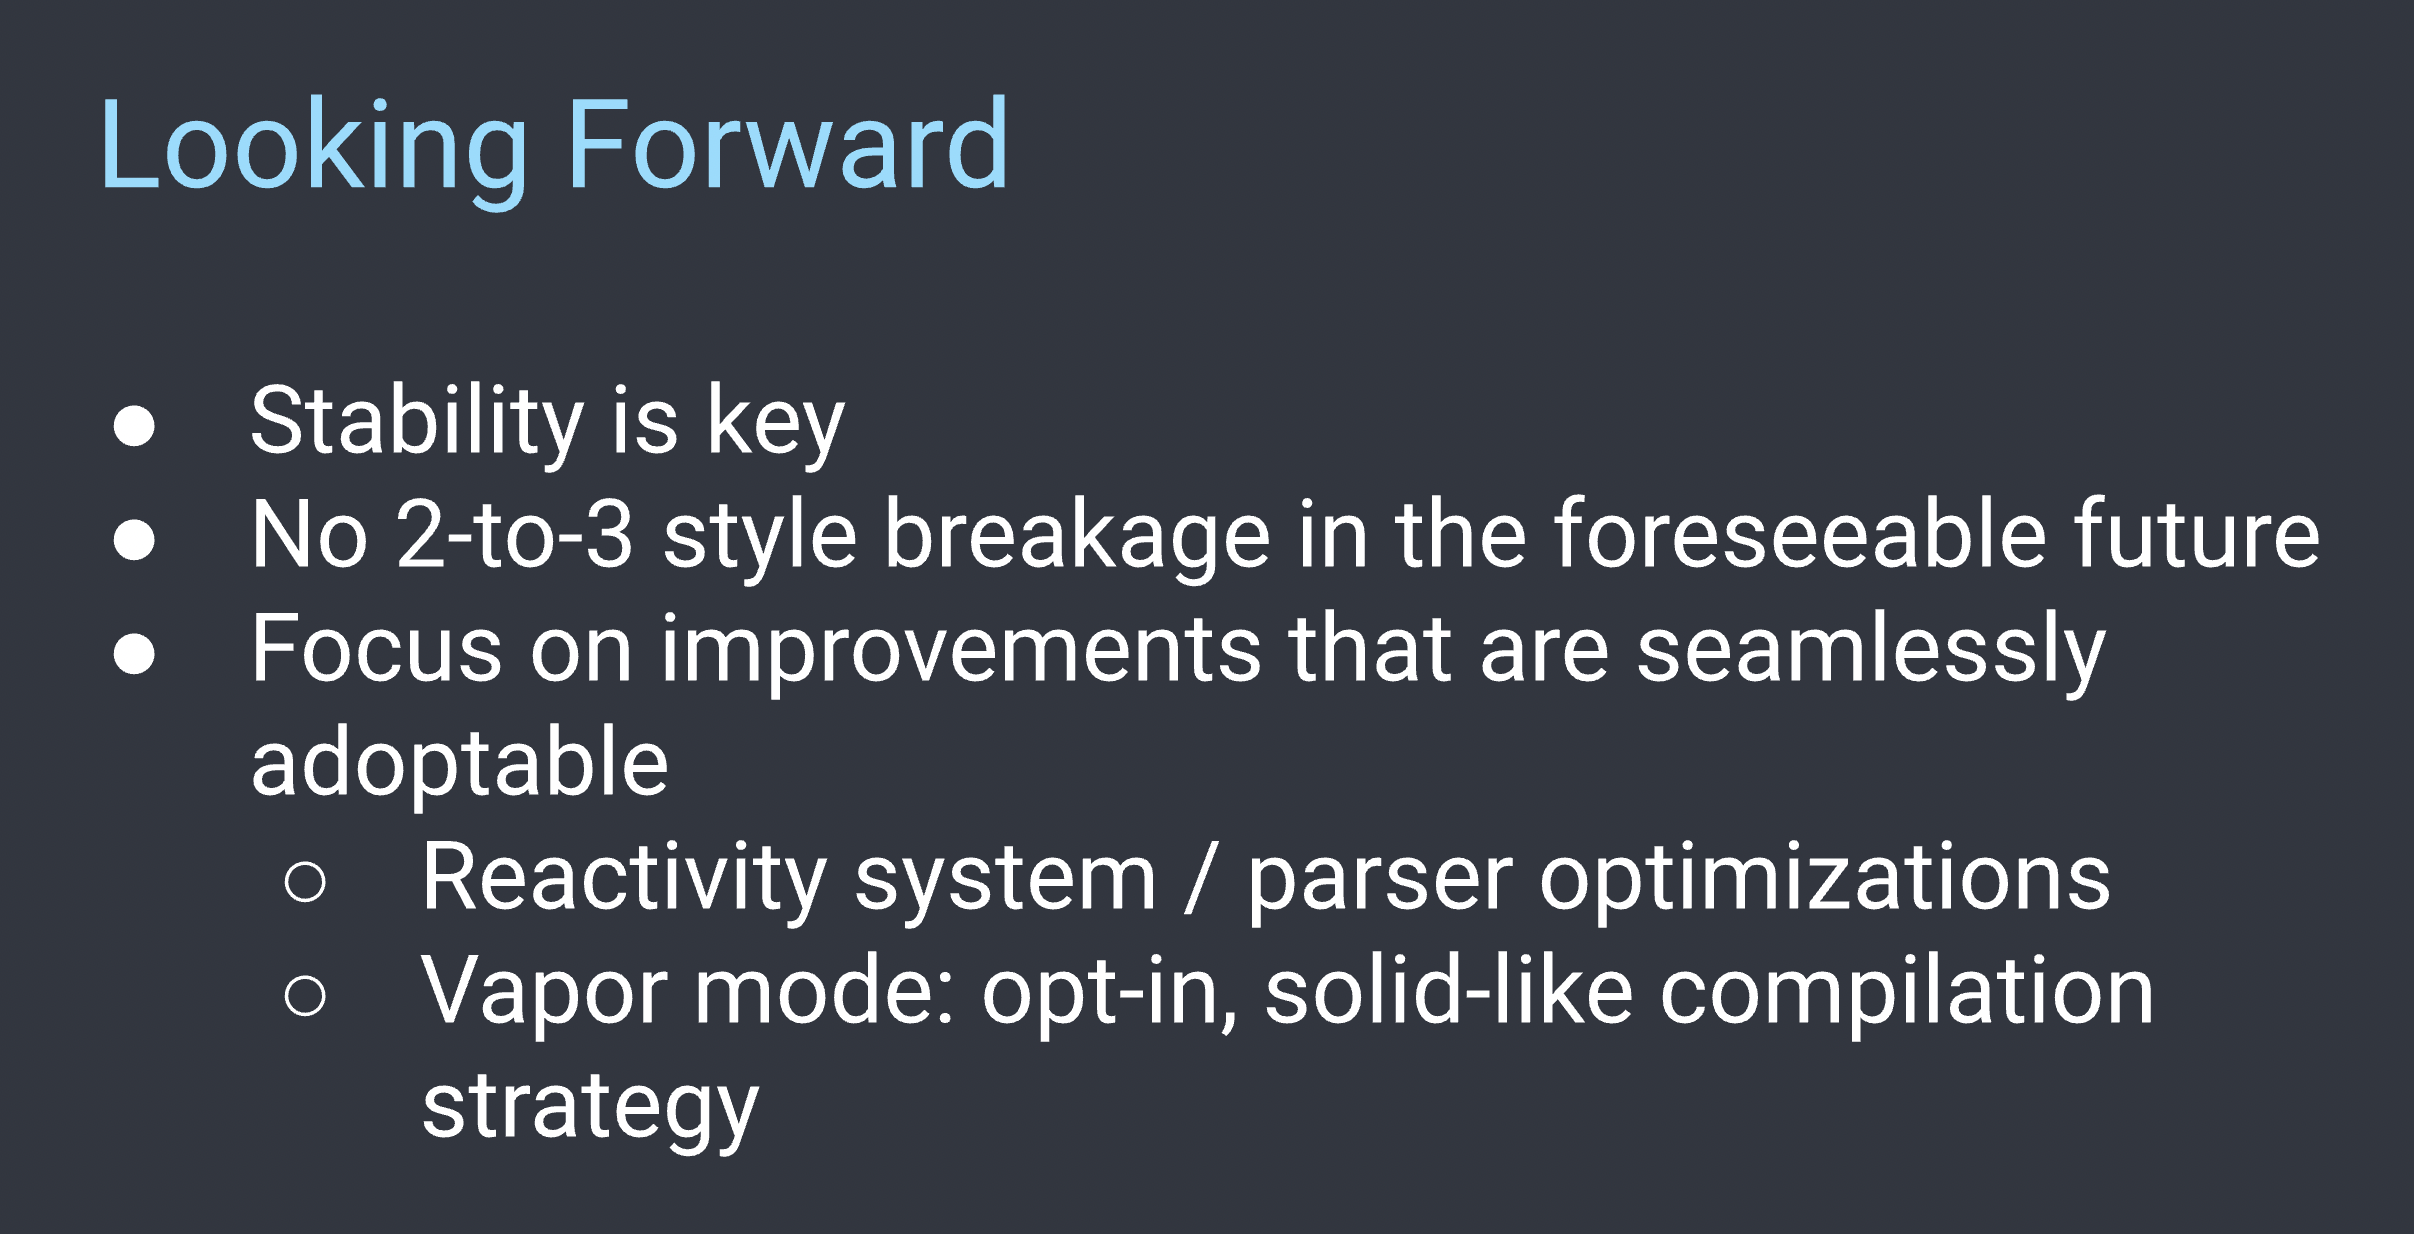 Looking Forward
● Stability is key
● No 2-to-3 style breakage in the foreseeable future
● Focus on improvements that are seamlessly
adoptable
○ Reactivity system / parser optimizations
○ Vapor mode: opt-in, solid-like compilation
strategy